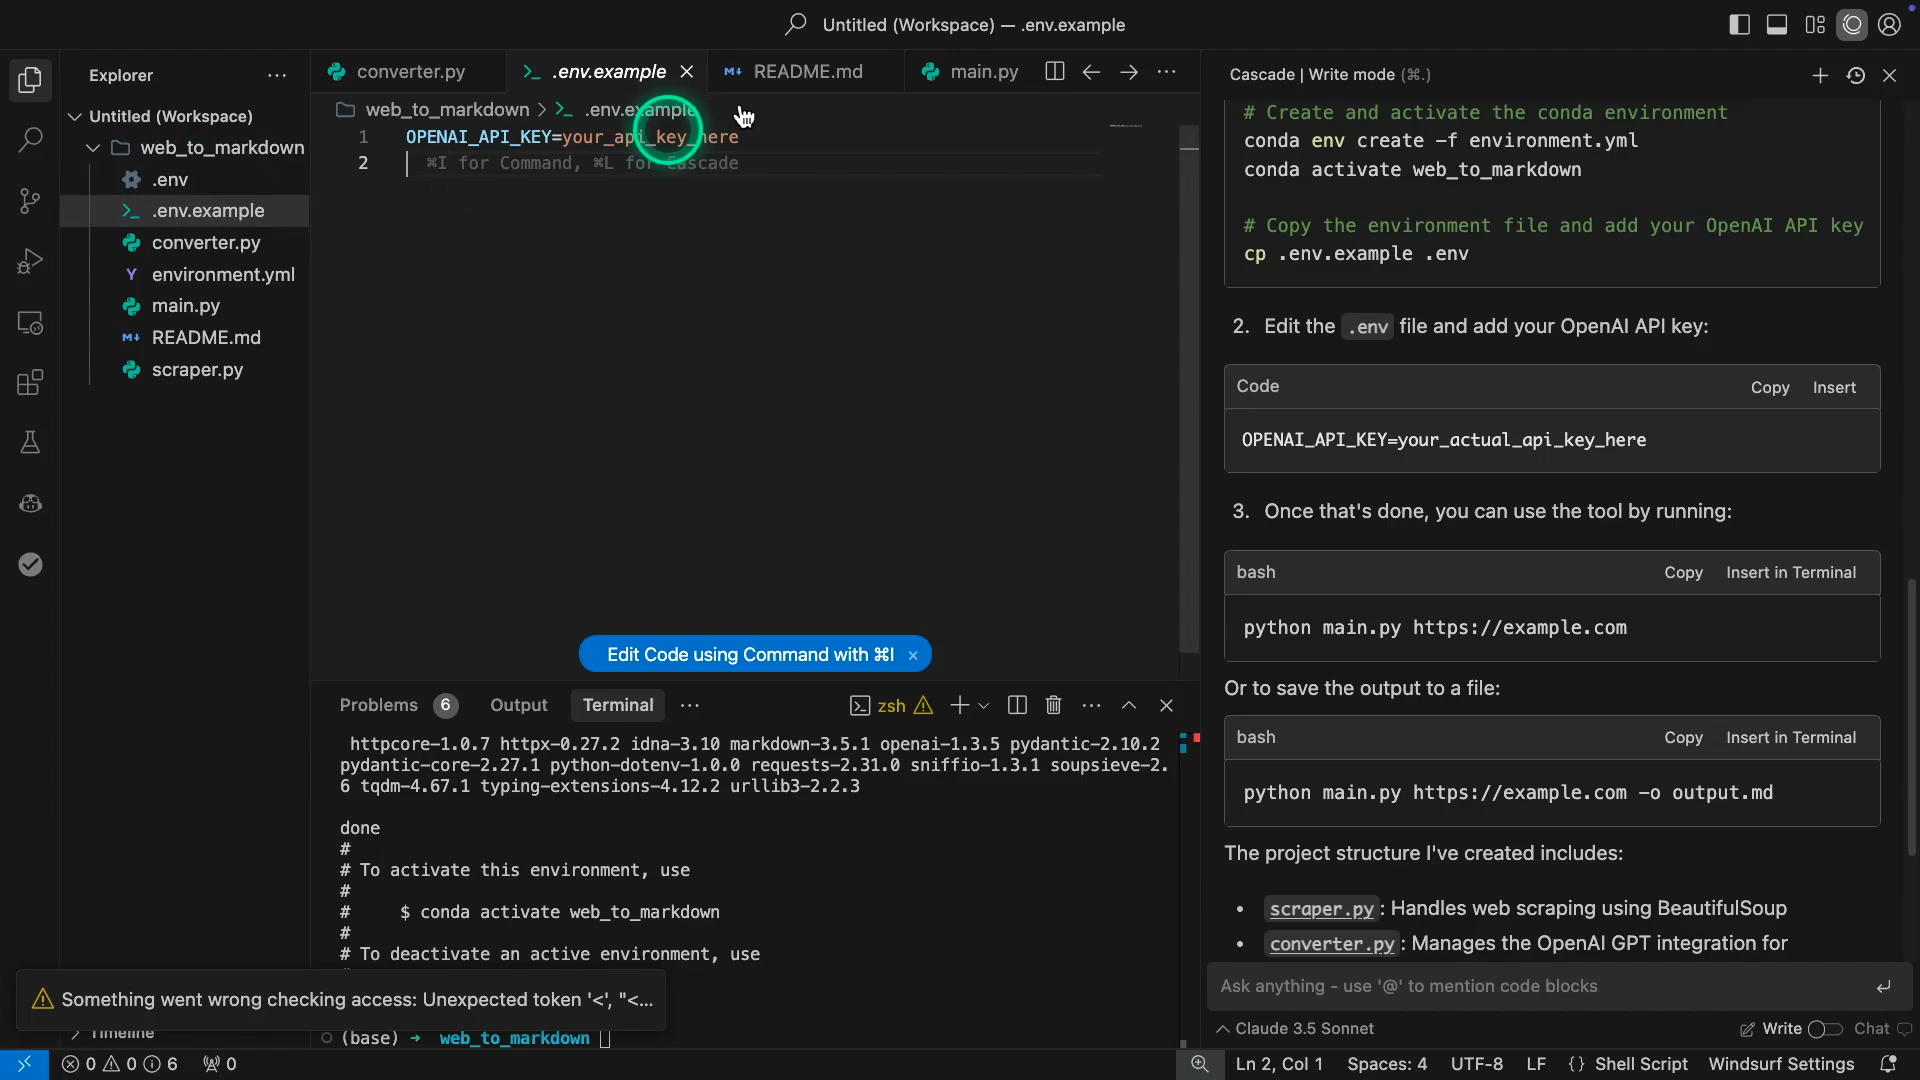 Untitled (Workspace) — .env.example
Explorer
Untitled (Workspace)
web_to_markdown
.env
.env.example
converter.py
environment.yml
main.py
README.md
scraper.py
converter.py
.env.example
README.md
main.py
web_to_markdown > .env.example
1 OPENAI_API_KEY=your_api_key_here
2 ⌘I for Command, ⌘L for Cascade
Edit Code using Command with ⌘I ×
Problems 6 Output Terminal
zsh
httpcore-1.0.7 httpx-0.27.2 idna-3.10 markdown-3.5.1 openai-1.3.5 pydantic-2.10.2
pydantic-core-2.27.1 python-dotenv-1.0.0 requests-2.31.0 sniffio-1.3.1 soupsieve-2.
6 tqdm-4.67.1 typing-extensions-4.12.2 urllib3-2.2.3
done
#
# To activate this environment, use
#
# $ conda activate web_to_markdown
#
# To deactivate an active environment, use
(base) → web_to_markdown
Something went wrong checking access: Unexpected token '<', "<...
Cascade | Write mode (⌘.)
# Create and activate the conda environment
conda env create -f environment.yml
conda activate web_to_markdown
# Copy the environment file and add your OpenAI API key
cp .env.example .env
2. Edit the .env file and add your OpenAI API key:
Code Copy Insert
OPENAI_API_KEY=your_actual_api_key_here
3. Once that's done, you can use the tool by running:
bash Copy Insert in Terminal
python main.py https://example.com
Or to save the output to a file:
bash Copy Insert in Terminal
python main.py https://example.com -o output.md
The project structure I've created includes:
• scraper.py: Handles web scraping using BeautifulSoup
• converter.py: Manages the OpenAI GPT integration for
Ask anything - use '@' to mention code blocks
Claude 3.5 Sonnet
Write Chat
0 0 6 0
Ln 2, Col 1 Spaces: 4 UTF-8 LF {} Shell Script Windsurf Settings